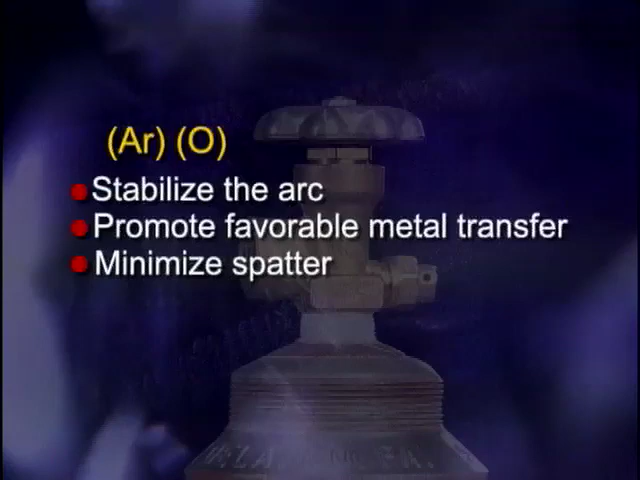 (Ar) (O)
Stabilize the arc
Promote favorable metal transfer
Minimize spatter